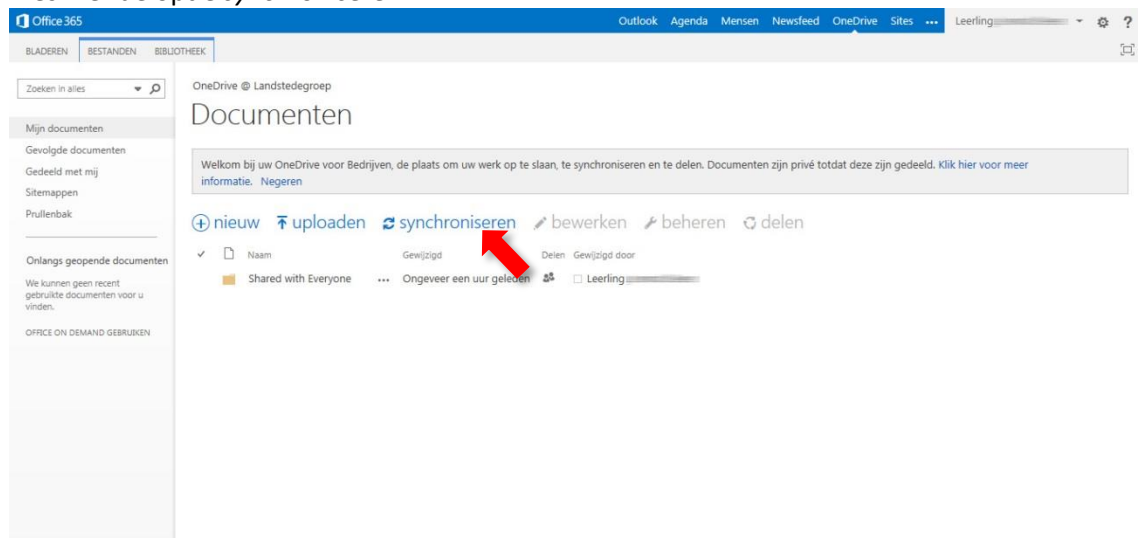 Office 365 Outlook Agenda Mensen Newsfeed OneDrive Sites ••• Leerling ?
BLADEREN BESTANDEN BIBLIOTHEEK
Zoeken in alles
OneDrive @ Landstedegroep
Documenten
Mijn documenten
Gevolgde documenten
Gedeeld met mij
Sitemappen
Prullenbak
Welkom bij uw OneDrive voor Bedrijven, de plaats om uw werk op te slaan, te synchroniseren en te delen. Documenten zijn privé totdat deze zijn gedeeld. Klik hier voor meer
informatie. Negeren
nieuw uploaden synchroniseren bewerken beheren delen
Naam Gewijzigd Delen Gewijzigd door
Shared with Everyone ••• Ongeveer een uur geleden Leerling
Onlangs geopende documenten
We kunnen geen recent
gebruikte documenten voor u
vinden.
OFFICE ON DEMAND GEBRUIKEN